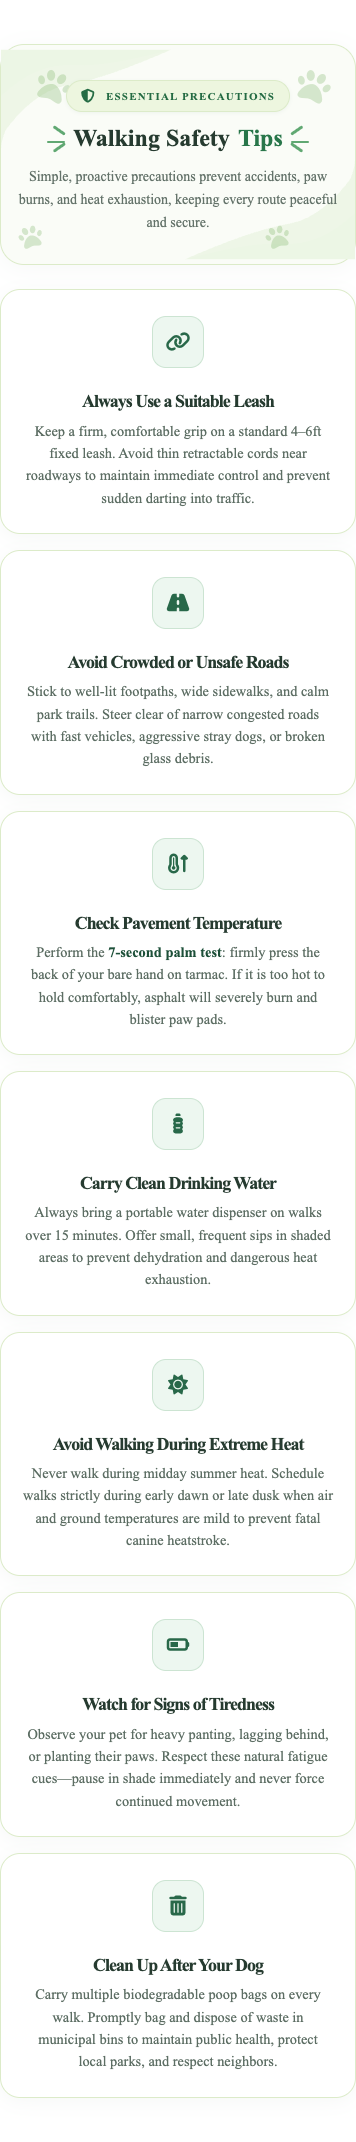 ESSENTIAL PRECAUTIONS
Walking Safety Tips
Simple, proactive precautions prevent accidents, paw
burns, and heat exhaustion, keeping every route peaceful
and secure.
Always Use a Suitable Leash
Keep a firm, comfortable grip on a standard 4–6ft
fixed leash. Avoid thin retractable cords near
roadways to maintain immediate control and prevent
sudden darting into traffic.
Avoid Crowded or Unsafe Roads
Stick to well-lit footpaths, wide sidewalks, and calm
park trails. Steer clear of narrow congested roads
with fast vehicles, aggressive stray dogs, or broken
glass debris.
Check Pavement Temperature
Perform the 7-second palm test: firmly press the
back of your bare hand on tarmac. If it is too hot to
hold comfortably, asphalt will severely burn and
blister paw pads.
Carry Clean Drinking Water
Always bring a portable water dispenser on walks
over 15 minutes. Offer small, frequent sips in shaded
areas to prevent dehydration and dangerous heat
exhaustion.
Avoid Walking During Extreme Heat
Never walk during midday summer heat. Schedule
walks strictly during early dawn or late dusk when air
and ground temperatures are mild to prevent fatal
canine heatstroke.
Watch for Signs of Tiredness
Observe your pet for heavy panting, lagging behind,
or planting their paws. Respect these natural fatigue
cues—pause in shade immediately and never force
continued movement.
Clean Up After Your Dog
Carry multiple biodegradable poop bags on every
walk. Promptly bag and dispose of waste in
municipal bins to maintain public health, protect
local parks, and respect neighbors.